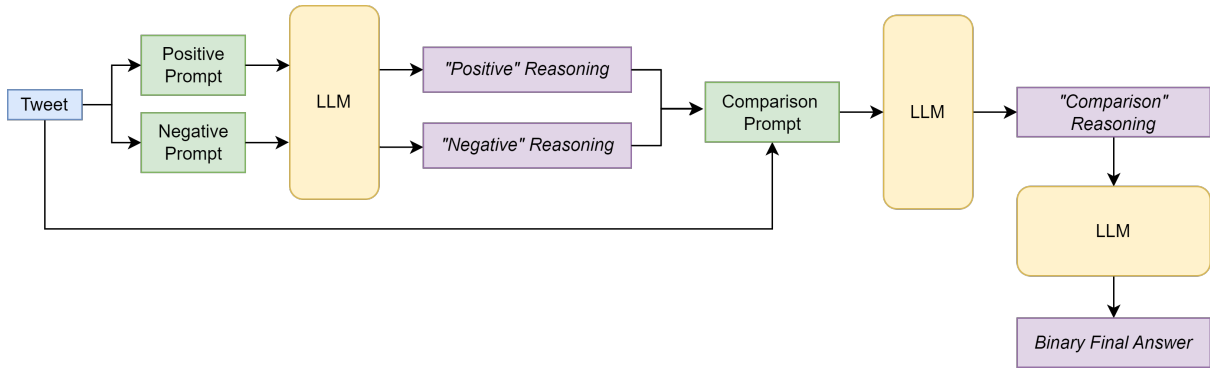 Tweet
Positive
Prompt
Negative
Prompt
LLM
"Positive" Reasoning
"Negative" Reasoning
Comparison
Prompt
LLM
"Comparison"
Reasoning
LLM
Binary Final Answer